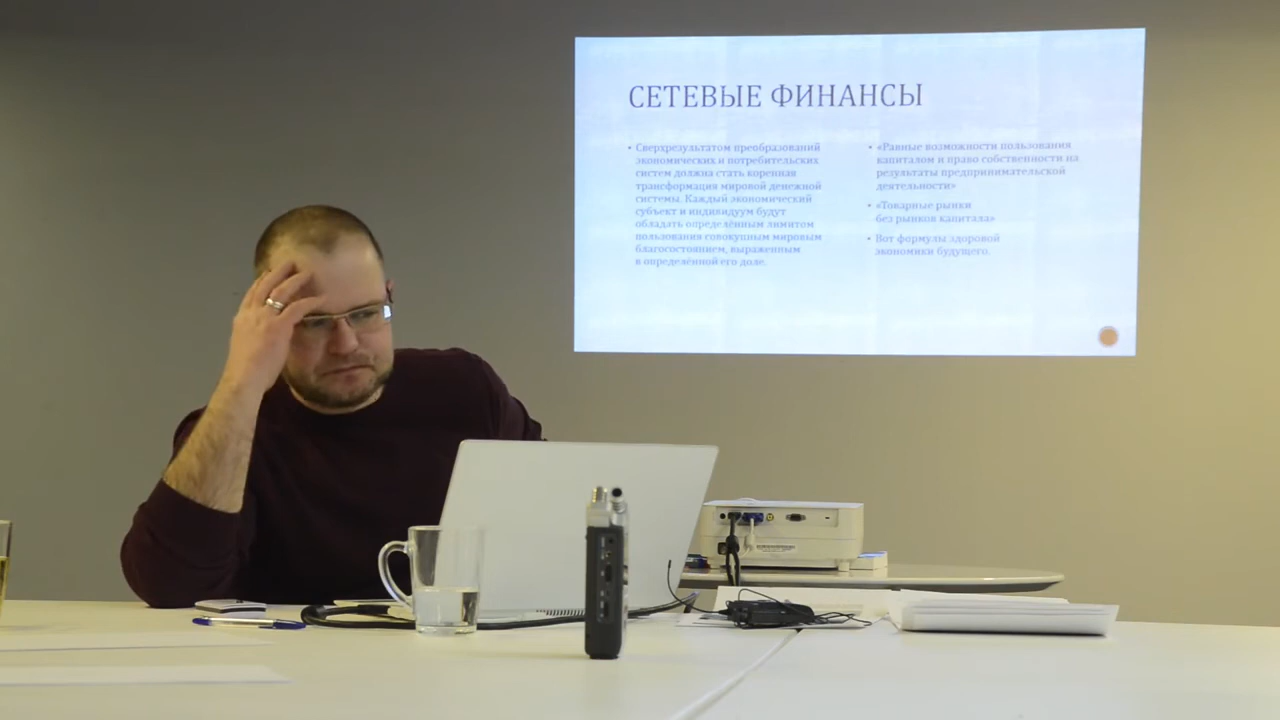 СЕТЕВЫЕ ФИНАНСЫ
• Сверхрезультатом преобразований
экономических и потребительских
систем должна стать коренная
трансформация мировой денежной
системы. Каждый экономический
субъект и индивидуум будут
обладать определённым лимитом
пользования совокупным мировым
благосостоянием, выраженным
в определённой его доле.
• «Равные возможности пользования
капиталом и право собственности на
результаты предпринимательской
деятельности»
• «Товарные рынки
без рынков капитала»
• Вот формулы здоровой
экономики будущего.